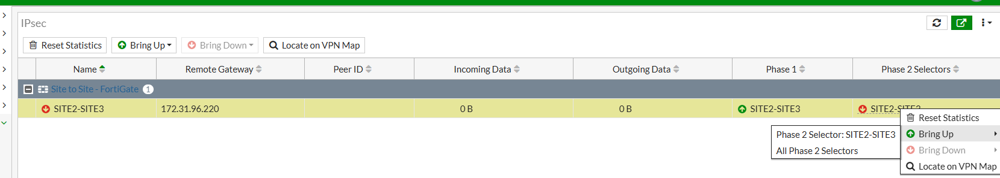 IPsec
Reset Statistics Bring Up Bring Down Locate on VPN Map
Name Remote Gateway Peer ID Incoming Data Outgoing Data Phase 1 Phase 2 Selectors
Site to Site - FortiGate 1
SITE2-SITE3 172.31.96.220 0 B 0 B SITE2-SITE3 SITE2-SITE3
Reset Statistics
Phase 2 Selector: SITE2-SITE3 Bring Up
All Phase 2 Selectors Bring Down
Locate on VPN Map